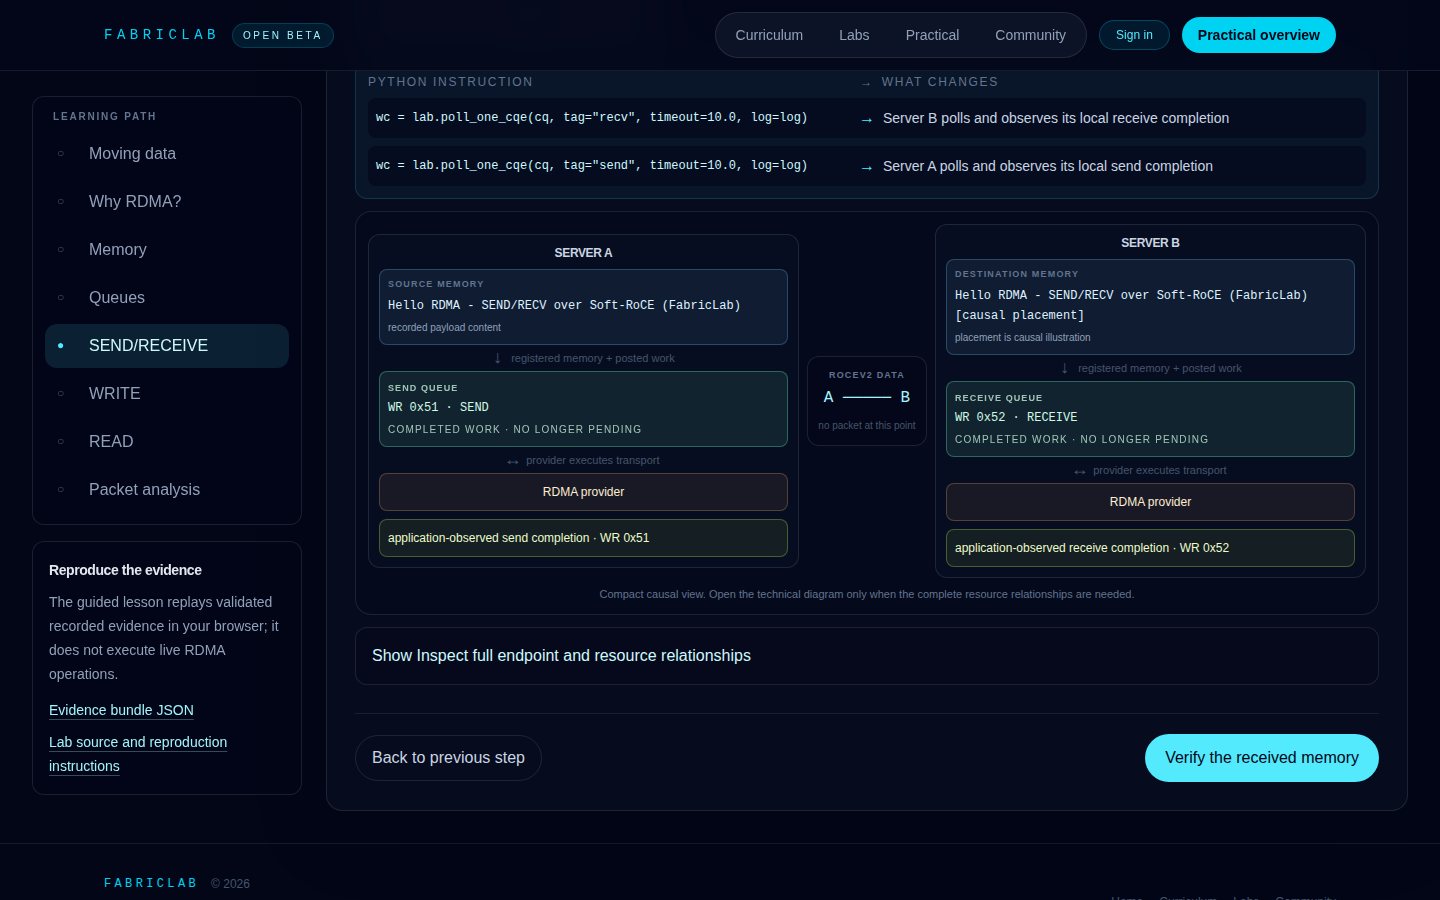 FABRICLAB
OPEN BETA
Curriculum
Labs
Practical
Community
Sign in
Practical overview
LEARNING PATH
Moving data
Why RDMA?
Memory
Queues
SEND/RECEIVE
WRITE
READ
Packet analysis
Reproduce the evidence
The guided lesson replays validated
recorded evidence in your browser; it
does not execute live RDMA
operations.
Evidence bundle JSON
Lab source and reproduction
instructions
PYTHON INSTRUCTION
→ WHAT CHANGES
wc = lab.poll_one_cqe(cq, tag="recv", timeout=10.0, log=log)
→ Server B polls and observes its local receive completion
wc = lab.poll_one_cqe(cq, tag="send", timeout=10.0, log=log)
→ Server A polls and observes its local send completion
SERVER A
SOURCE MEMORY
Hello RDMA - SEND/RECV over Soft-RoCE (FabricLab)
recorded payload content
↓ registered memory + posted work
SEND QUEUE
WR 0x51 · SEND
COMPLETED WORK · NO LONGER PENDING
↔ provider executes transport
RDMA provider
application-observed send completion · WR 0x51
ROCEV2 DATA
A ——— B
no packet at this point
SERVER B
DESTINATION MEMORY
Hello RDMA - SEND/RECV over Soft-RoCE (FabricLab)
[causal placement]
placement is causal illustration
↓ registered memory + posted work
RECEIVE QUEUE
WR 0x52 · RECEIVE
COMPLETED WORK · NO LONGER PENDING
↔ provider executes transport
RDMA provider
application-observed receive completion · WR 0x52
Compact causal view. Open the technical diagram only when the complete resource relationships are needed.
Show Inspect full endpoint and resource relationships
Back to previous step
Verify the received memory
FABRICLAB © 2026
Home Curriculum Labs Community